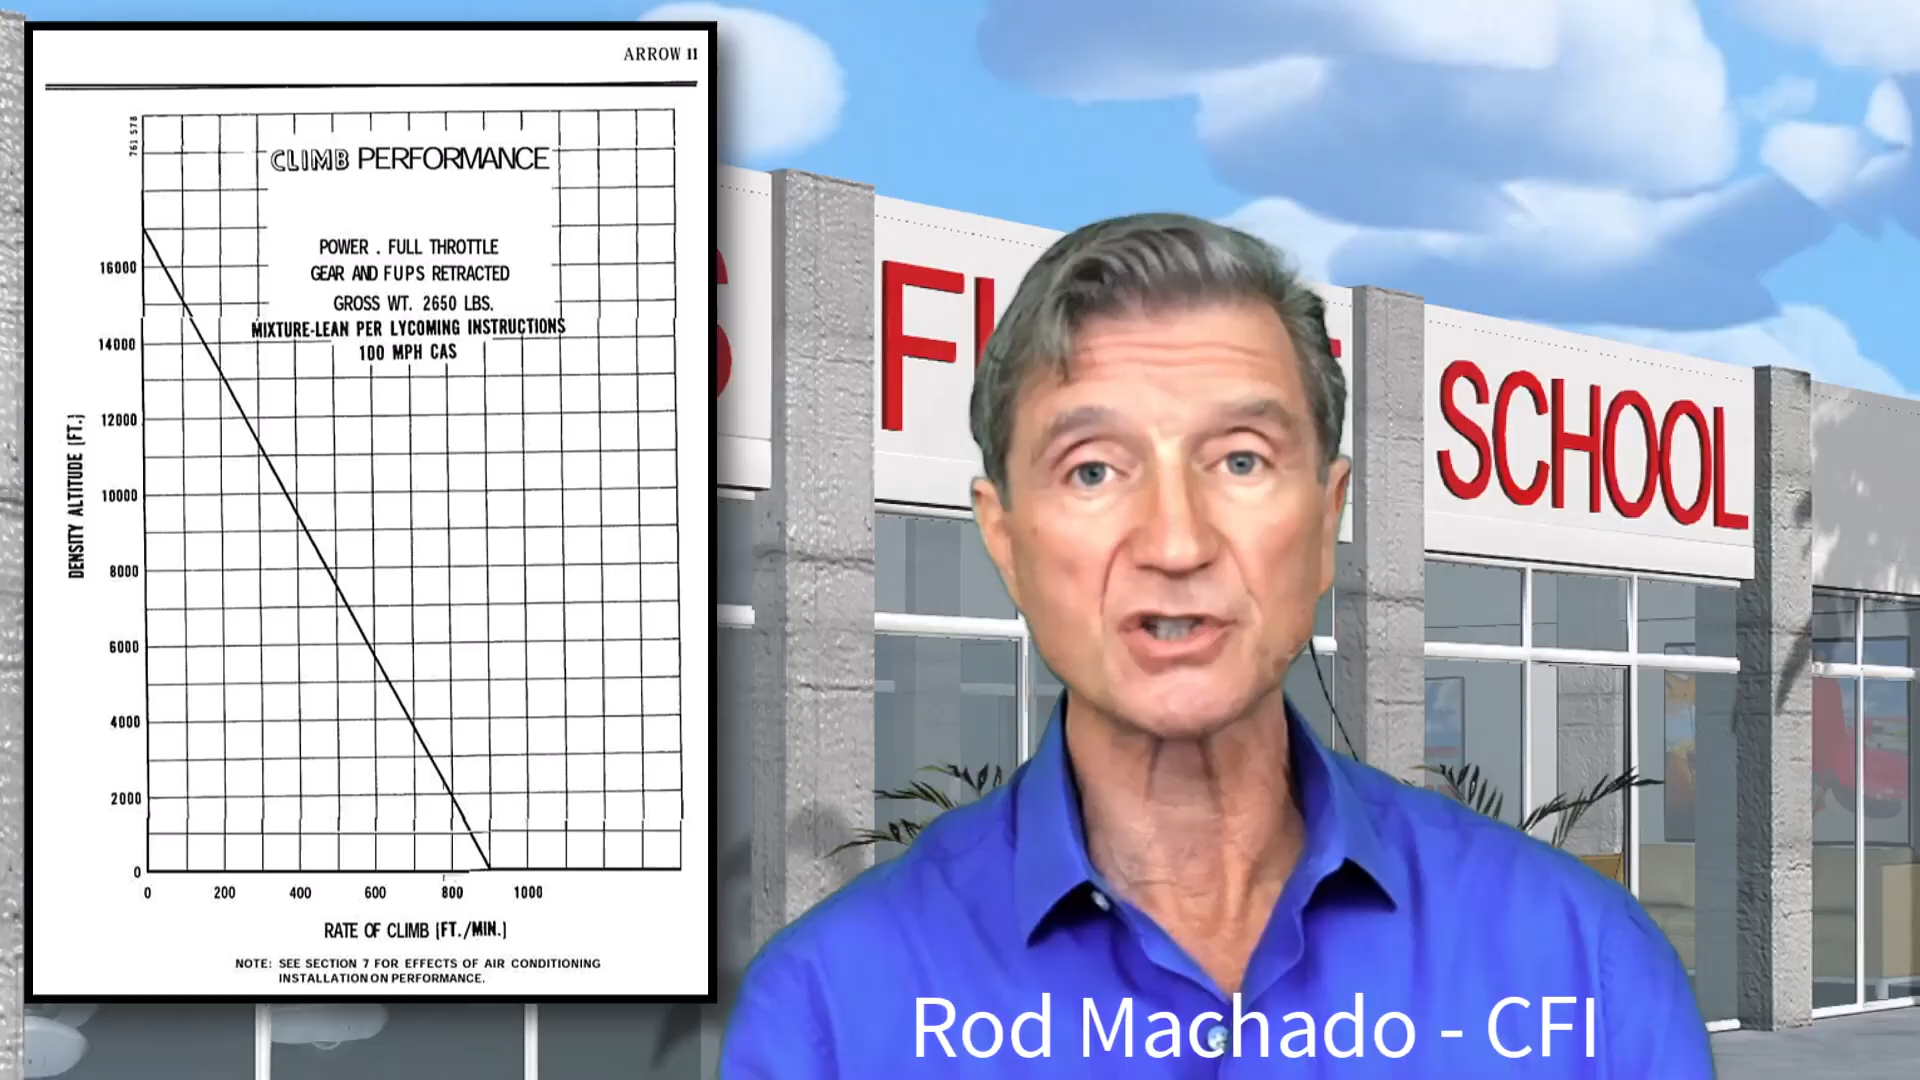 ARROW II
761 578
CLIMB PERFORMANCE
POWER . FULL THROTTLE
GEAR AND FUPS RETRACTED
GROSS WT. 2650 LBS.
MIXTURE-LEAN PER LYCOMING INSTRUCTIONS
100 MPH CAS
16000
14000
12000
10000
8000
6000
4000
2000
0
DENSITY ALTITUDE [FT.]
0 200 400 600 800 1000
RATE OF CLIMB [FT./MIN.]
NOTE: SEE SECTION 7 FOR EFFECTS OF AIR CONDITIONING
INSTALLATION ON PERFORMANCE.
SCHOOL
Rod Machado - CFI